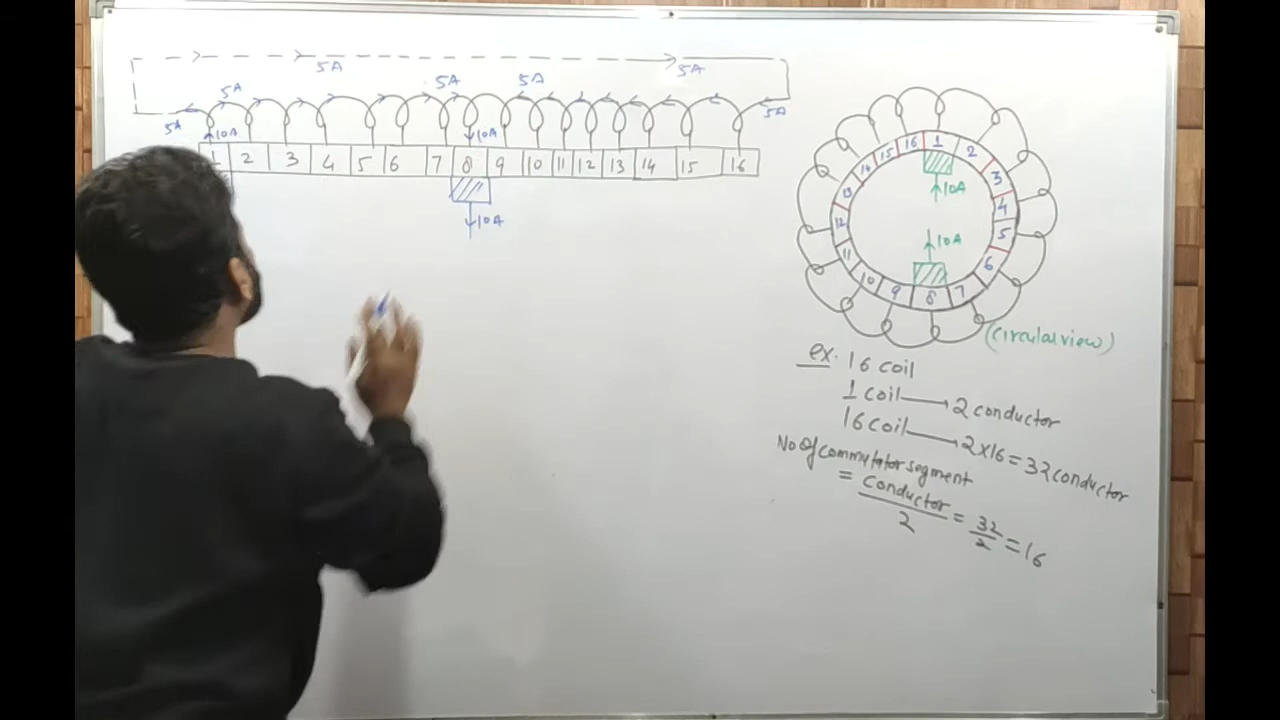 5A
5A
5A
5A
5A
5A
5A
10A
10A
1 2 3 4 5 6 7 8 9 10 11 12 13 14 15 16
10A
1 2 3 4 5 6 7 8 9 10 11 12 13 14 15 16
10A
10A
(circular view)
ex. 16 coil
1 coil → 2 conductor
16 coil → 2×16 = 32 conductor
No of commutator segment
= conductor/2 = 32/2 = 16